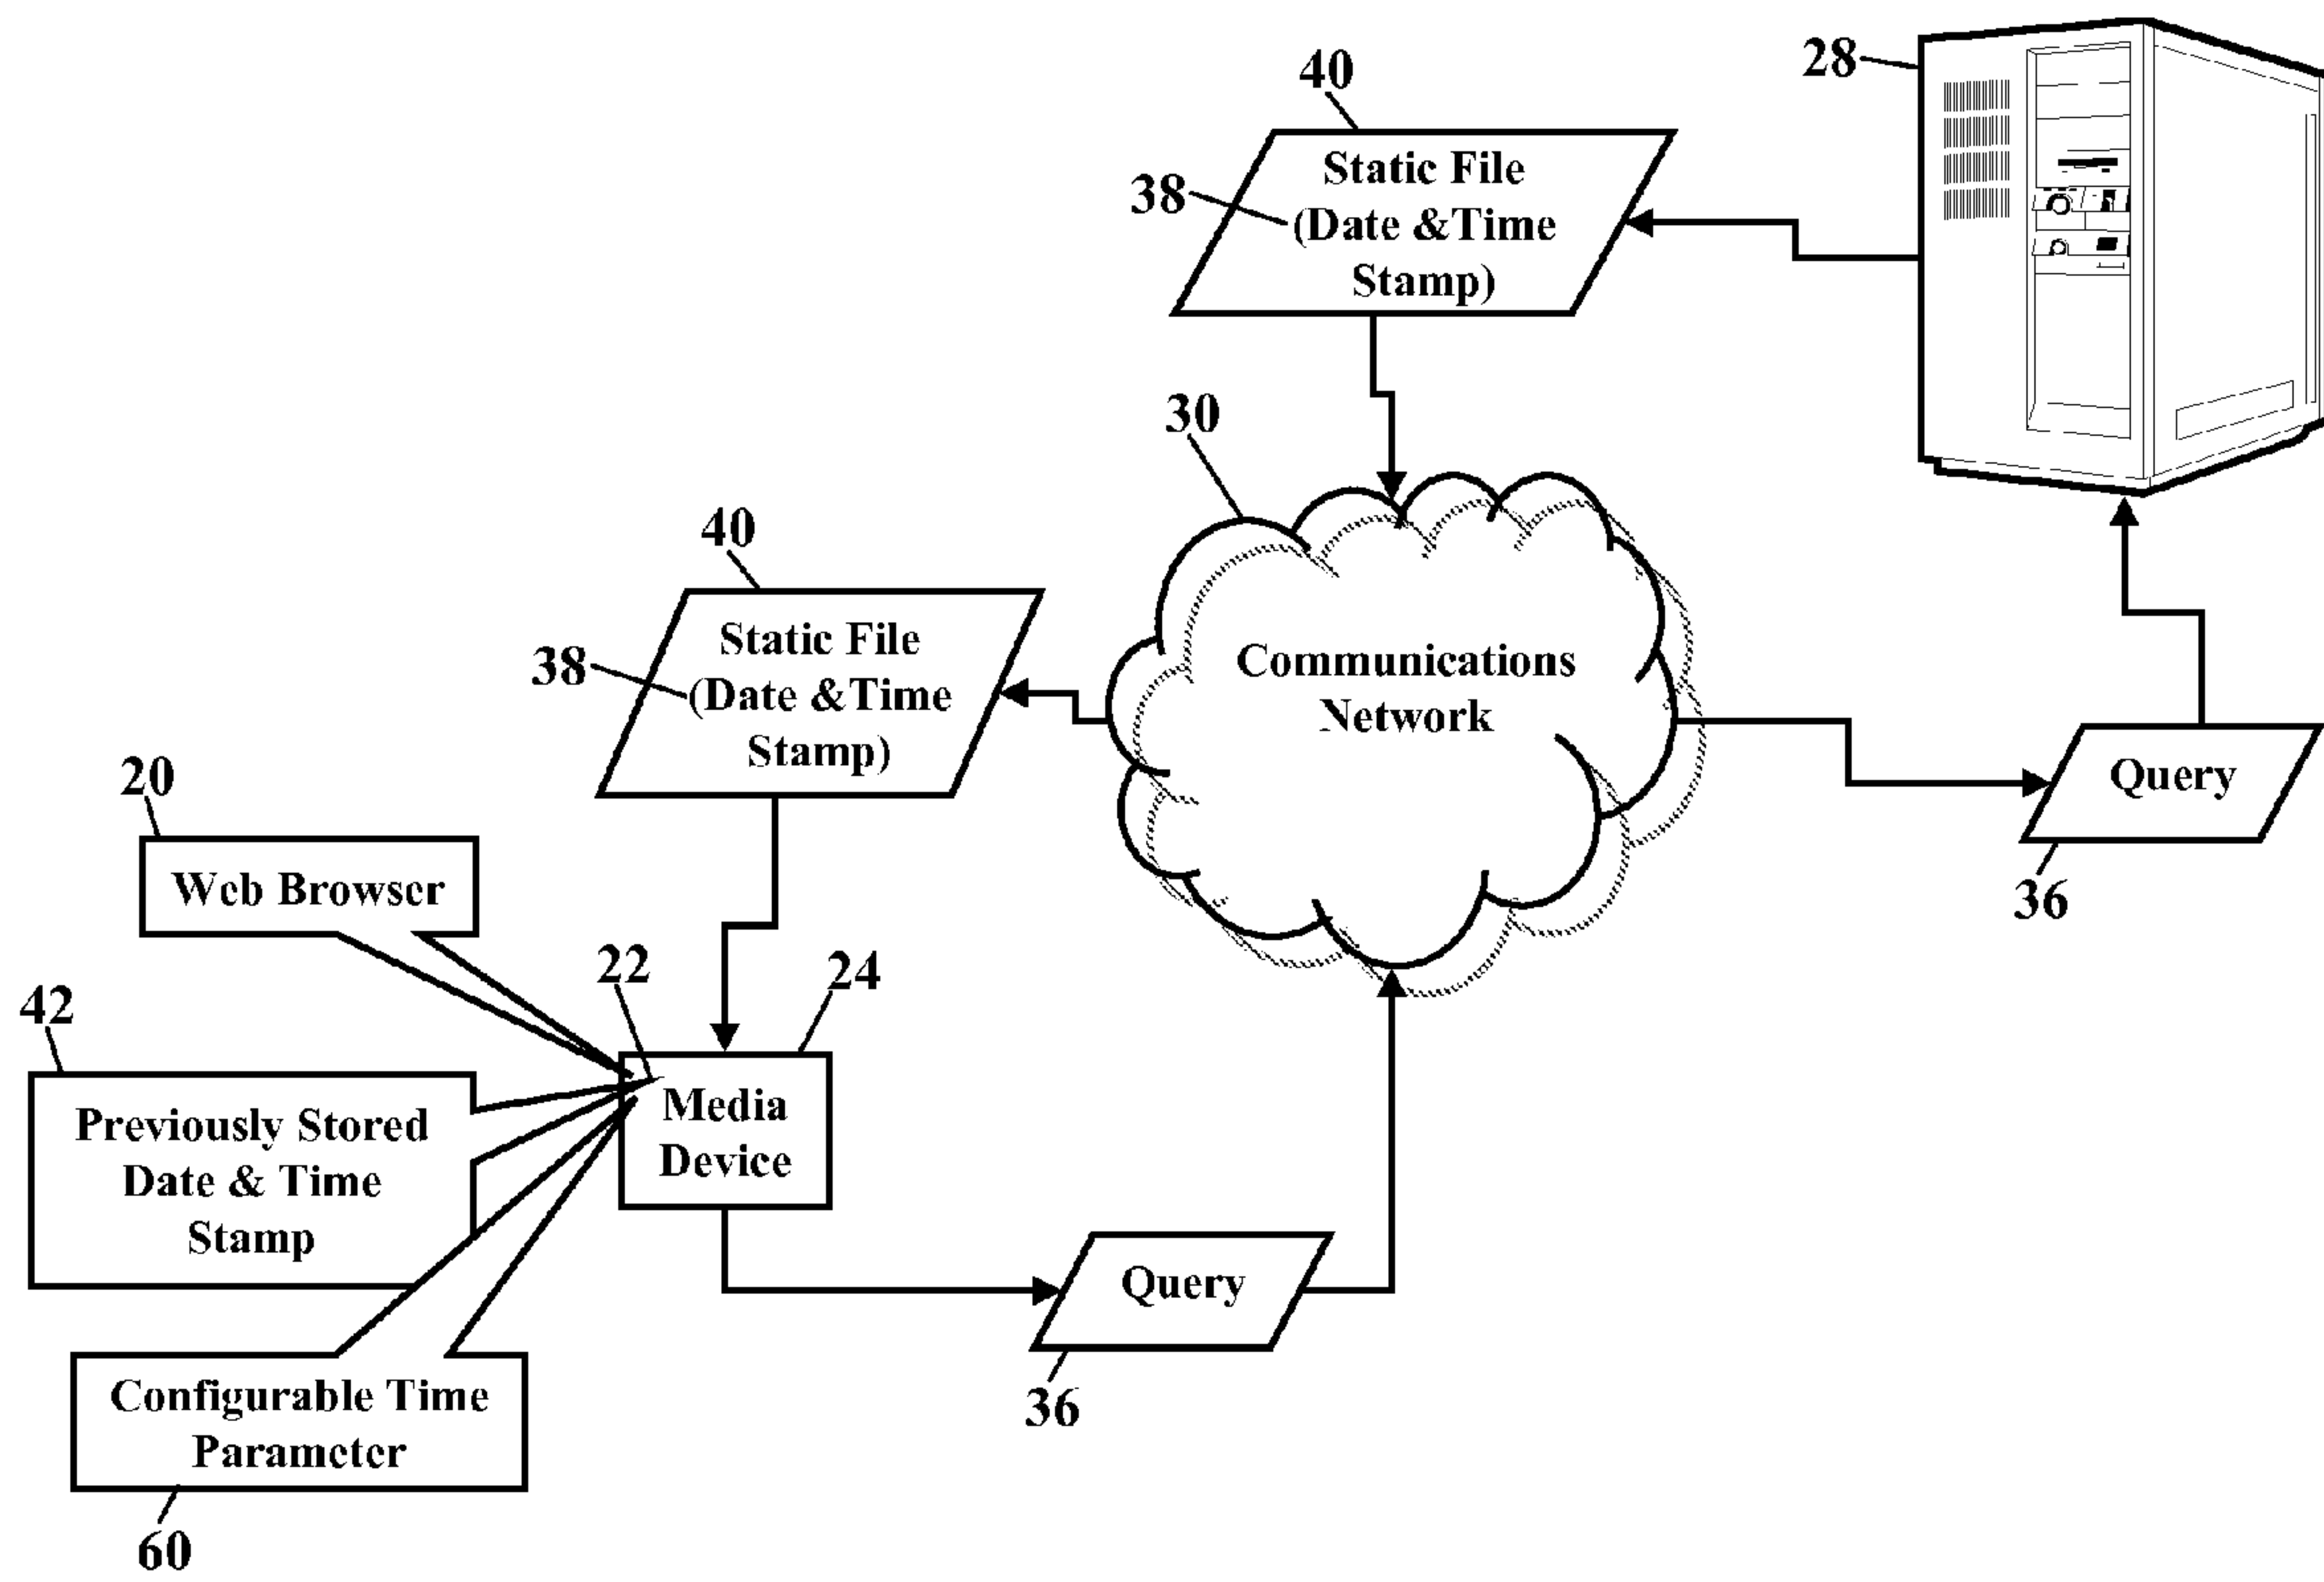 28
40
Static File
38
(Date &Time
Stamp)
30
40
Static File
38
(Date &Time
Stamp)
Communications
Network
Query
36
20
Web Browser
22
24
42
Previously Stored
Date & Time
Stamp
Media
Device
Query
36
Configurable Time
Parameter
60